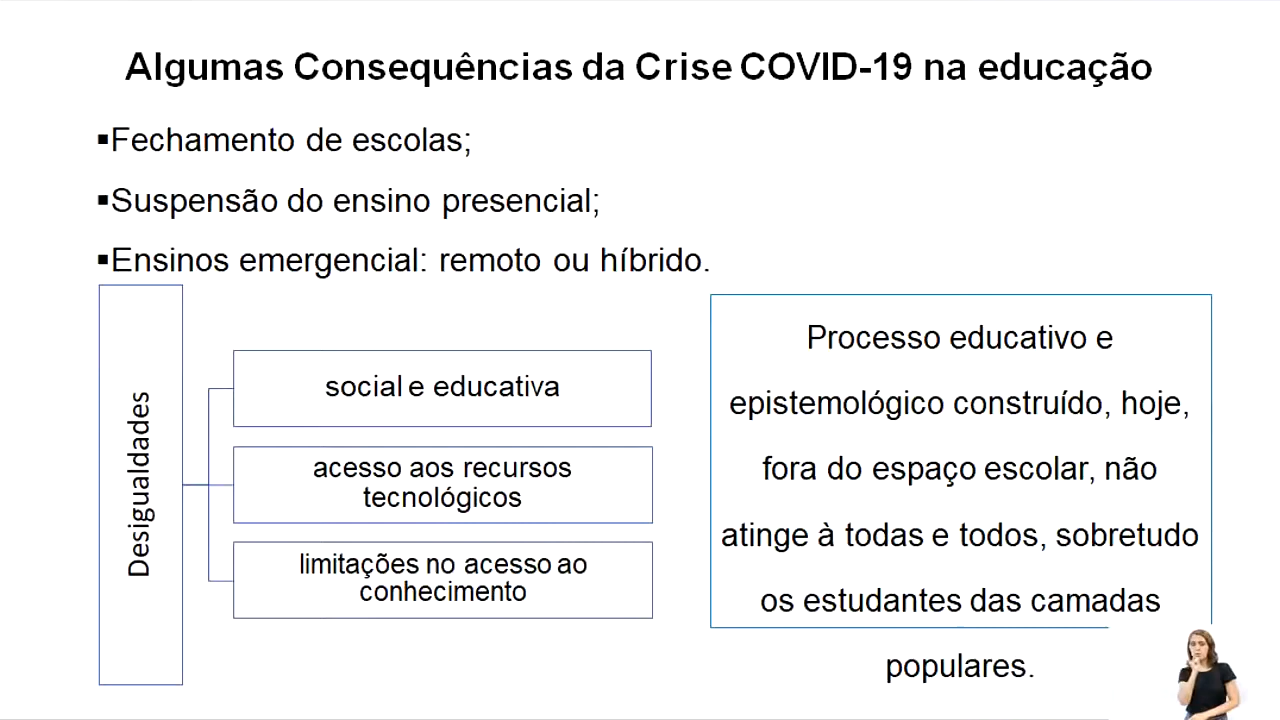 Algumas Consequências da Crise COVID-19 na educação
▪Fechamento de escolas;
▪Suspensão do ensino presencial;
▪Ensinos emergencial: remoto ou híbrido.
Desigualdades
social e educativa
acesso aos recursos
tecnológicos
limitações no acesso ao
conhecimento
Processo educativo e
epistemológico construído, hoje,
fora do espaço escolar, não
atinge à todas e todos, sobretudo
os estudantes das camadas
populares.